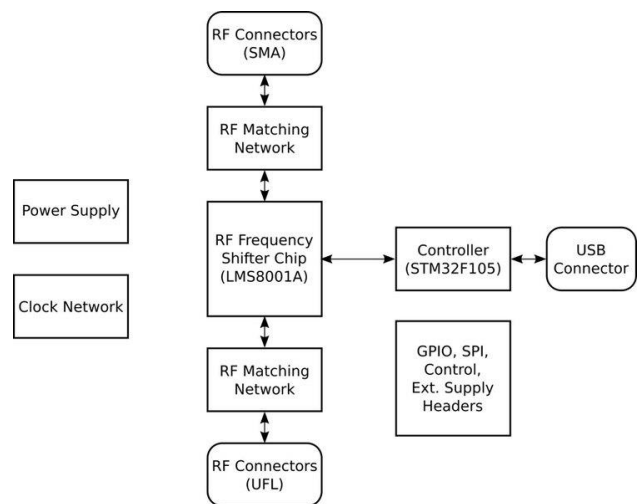 RF Connectors
(SMA)
RF Matching
Network
Power Supply
RF Frequency
Shifter Chip
(LMS8001A)
Controller
(STM32F105)
USB
Connector
Clock Network
GPIO, SPI,
Control,
Ext. Supply
Headers
RF Matching
Network
RF Connectors
(UFL)